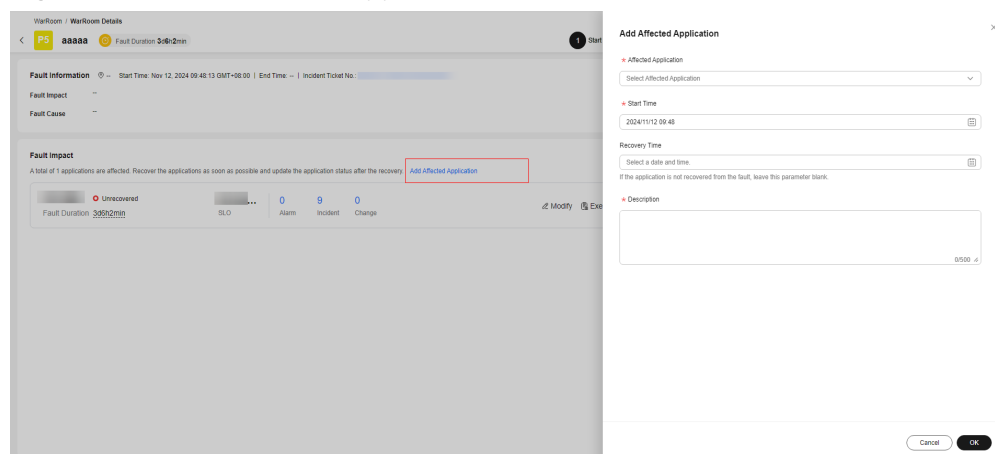 WarRoom / WarRoom Details
P5 aaaaa Fault Duration 3d6h2min
1 Start
Fault Information – Start Time: Nov 12, 2024 09:48:13 GMT+08:00 | End Time: – | Incident Ticket No.:
Fault Impact –
Fault Cause –
Fault Impact
A total of 1 applications are affected. Recover the applications as soon as possible and update the application status after the recovery. Add Affected Application
Unrecovered
... 0 9 0
Modify Exe
Fault Duration 3d6h2min SLO Alarm Incident Change
Add Affected Application
* Affected Application
Select Affected Application
* Start Time
2024/11/12 09:48
Recovery Time
Select a date and time.
If the application is not recovered from the fault, leave this parameter blank.
* Description
0/500
Cancel OK